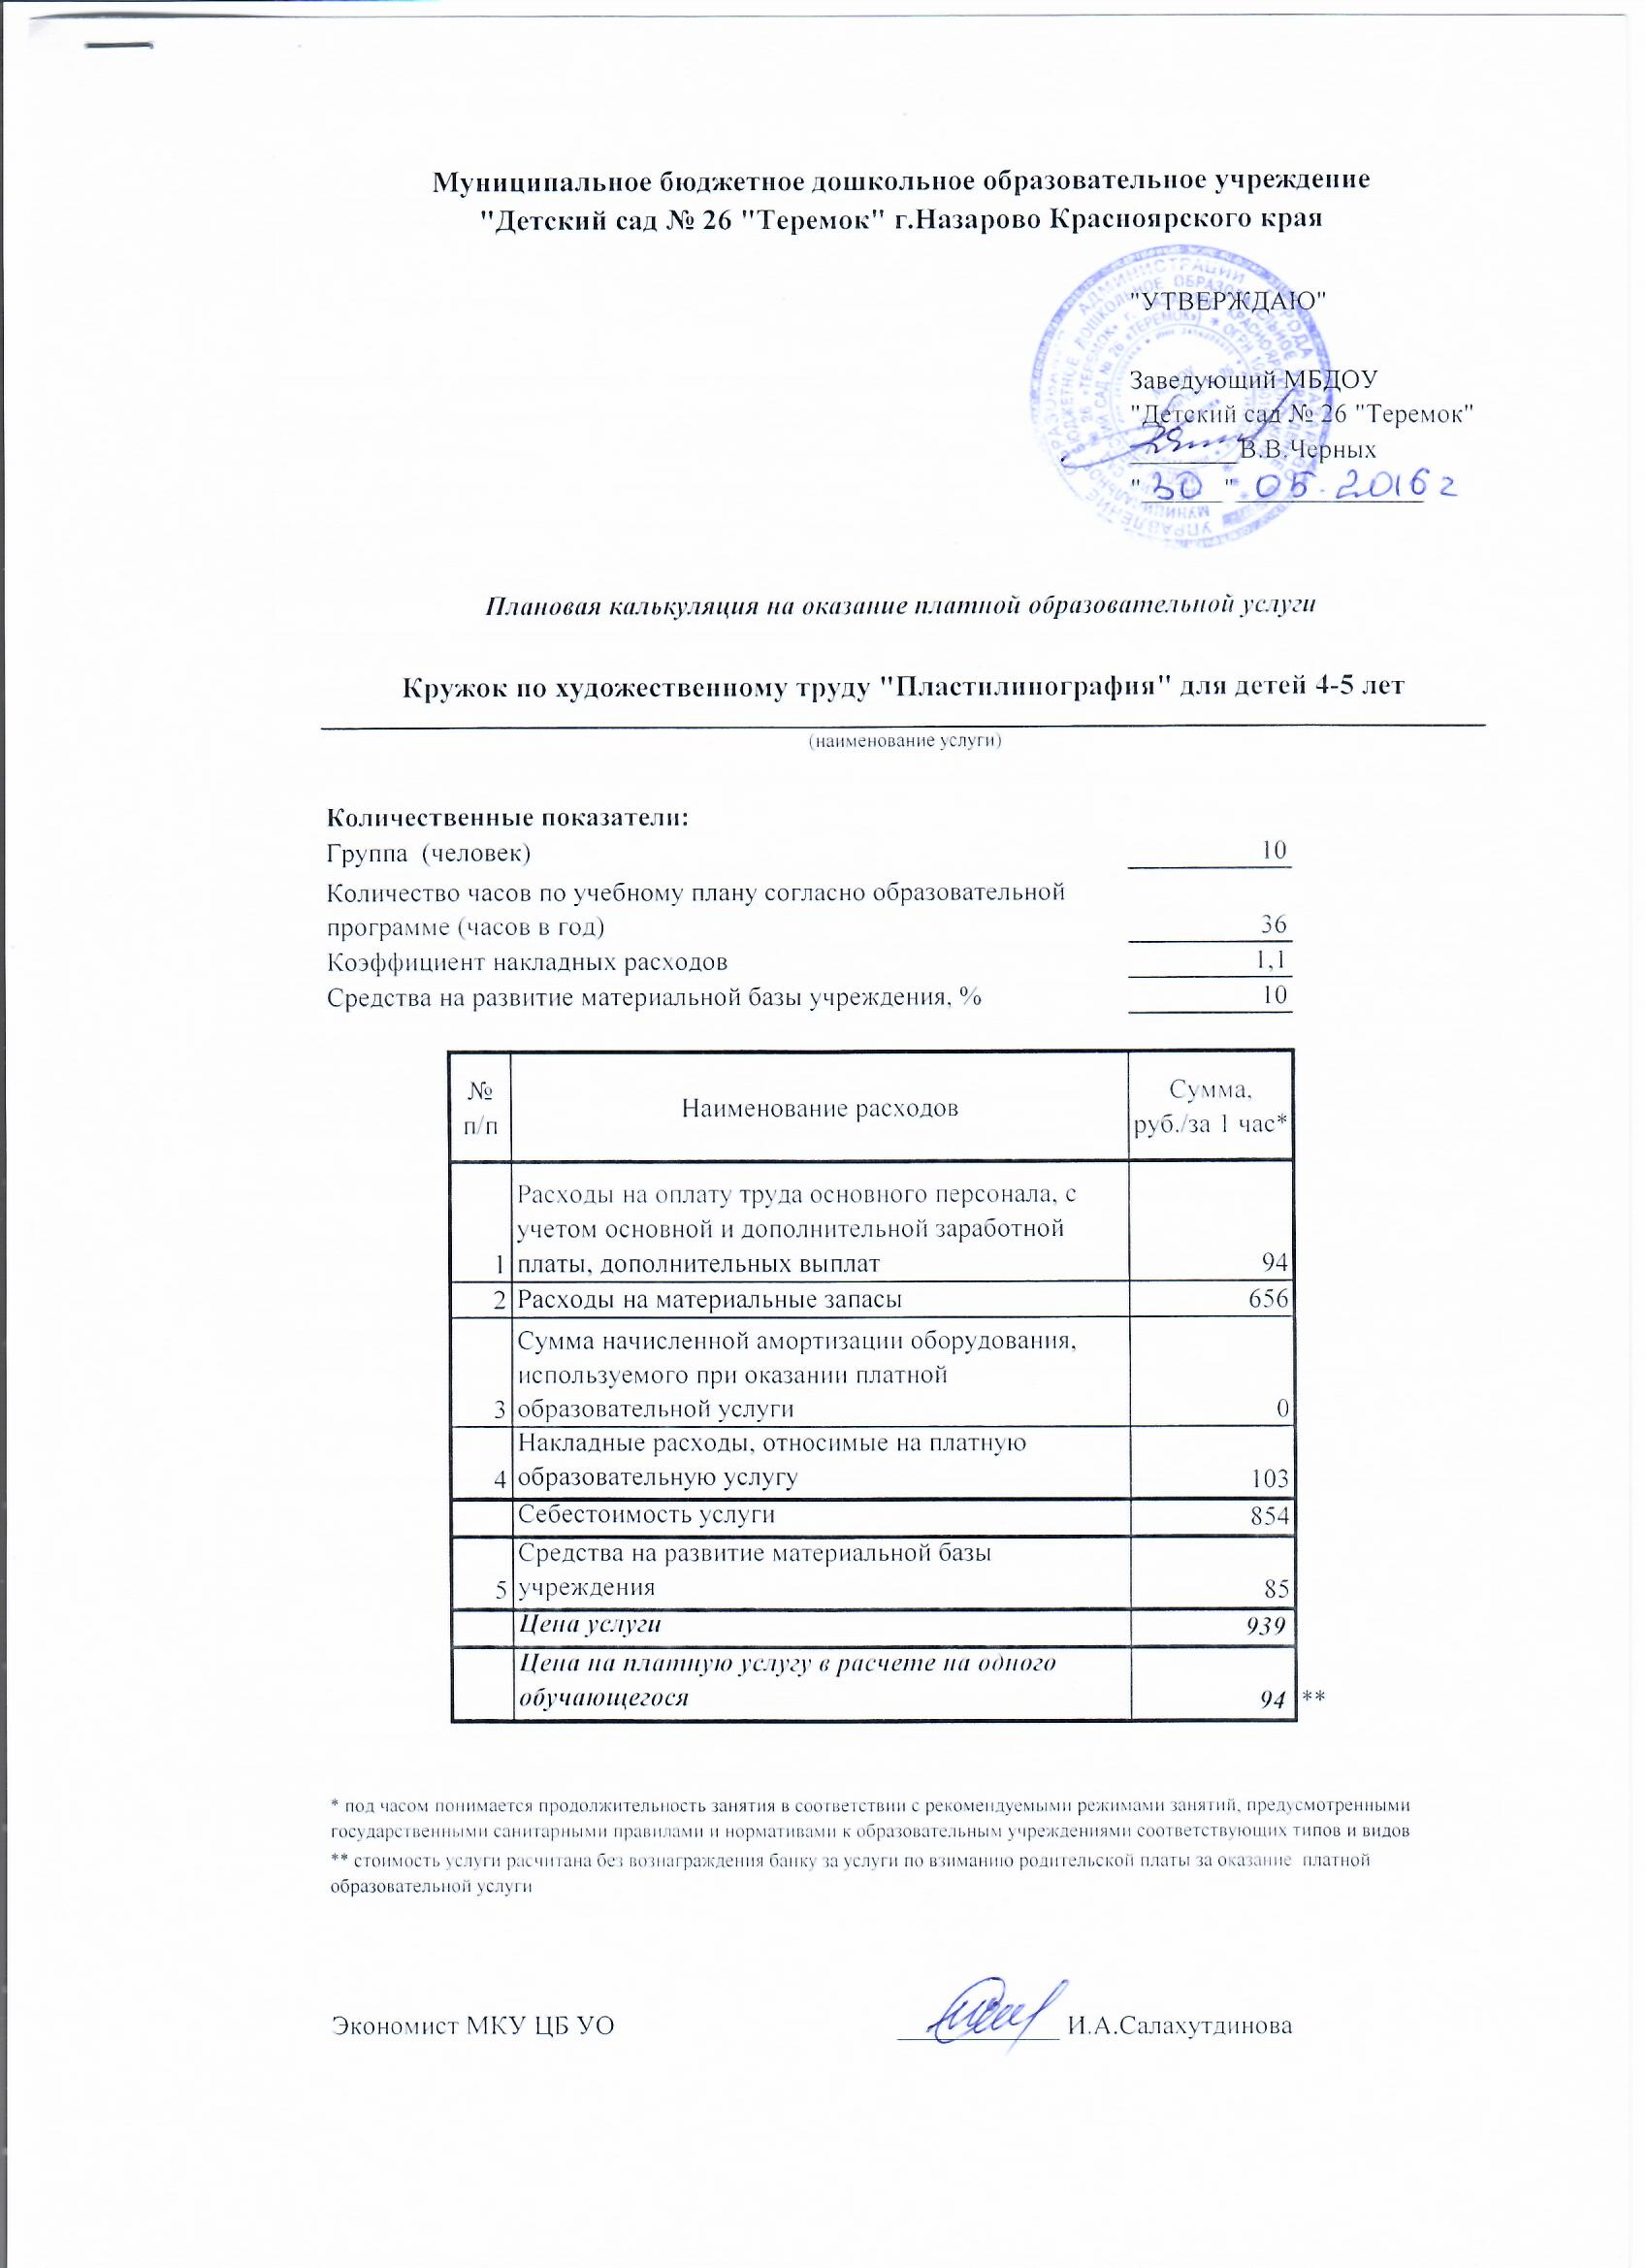 Муниципальное бюджетное дошкольное образовательное учреждение
"Детский сад № 26 "Теремок" г.Назарово Красноярского края
"УТВЕРЖДАЮ"
Заведующий МБДОУ
"Детский сад № 26 "Теремок"
________В.В.Черных
"30" 05.2016 г
Плановая калькуляция на оказание платной образовательной услуги
Кружок по художественному труду "Пластилинография" для детей 4-5 лет
(наименование услуги)
Количественные показатели:
Группа (человек) 10
Количество часов по учебному плану согласно образовательной
программе (часов в год) 36
Коэффициент накладных расходов 1,1
Средства на развитие материальной базы учреждения, % 10
№
п/п
Наименование расходов
Сумма,
руб./за 1 час*
Расходы на оплату труда основного персонала, с
учетом основной и дополнительной заработной
1 платы, дополнительных выплат 94
2 Расходы на материальные запасы 656
Сумма начисленной амортизации оборудования,
используемого при оказании платной
3 образовательной услуги 0
Накладные расходы, относимые на платную
4 образовательную услугу 103
Себестоимость услуги 854
Средства на развитие материальной базы
5 учреждения 85
Цена услуги 939
Цена на платную услугу в расчете на одного
обучающегося 94 **
* под часом понимается продолжительность занятия в соответствии с рекомендуемыми режимами занятий, предусмотренными
государственными санитарными правилами и нормативами к образовательным учреждениями соответствующих типов и видов
** стоимость услуги расчитана без вознаграждения банку за услуги по взиманию родительской платы за оказание платной
образовательной услуги
Экономист МКУ ЦБ УО ____________ И.А.Салахутдинова